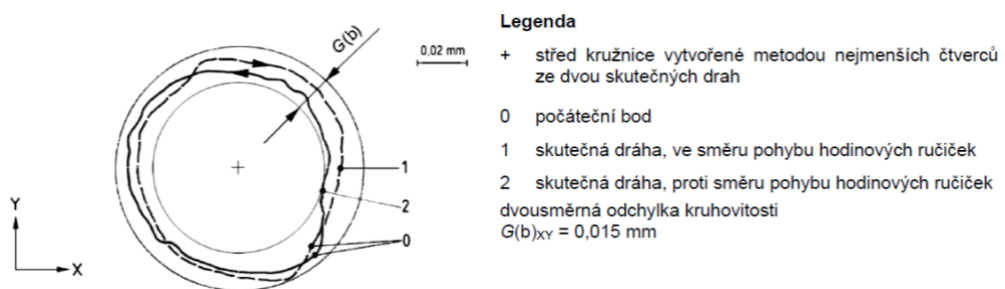 G(b)
0,02 mm
1
2
0
Y
X
Legenda
+ střed kružnice vytvořené metodou nejmenších čtverců
ze dvou skutečných drah
0 počáteční bod
1 skutečná dráha, ve směru pohybu hodinových ručiček
2 skutečná dráha, proti směru pohybu hodinových ručiček
dvousměrná odchylka kruhovitosti
G(b)XY = 0,015 mm